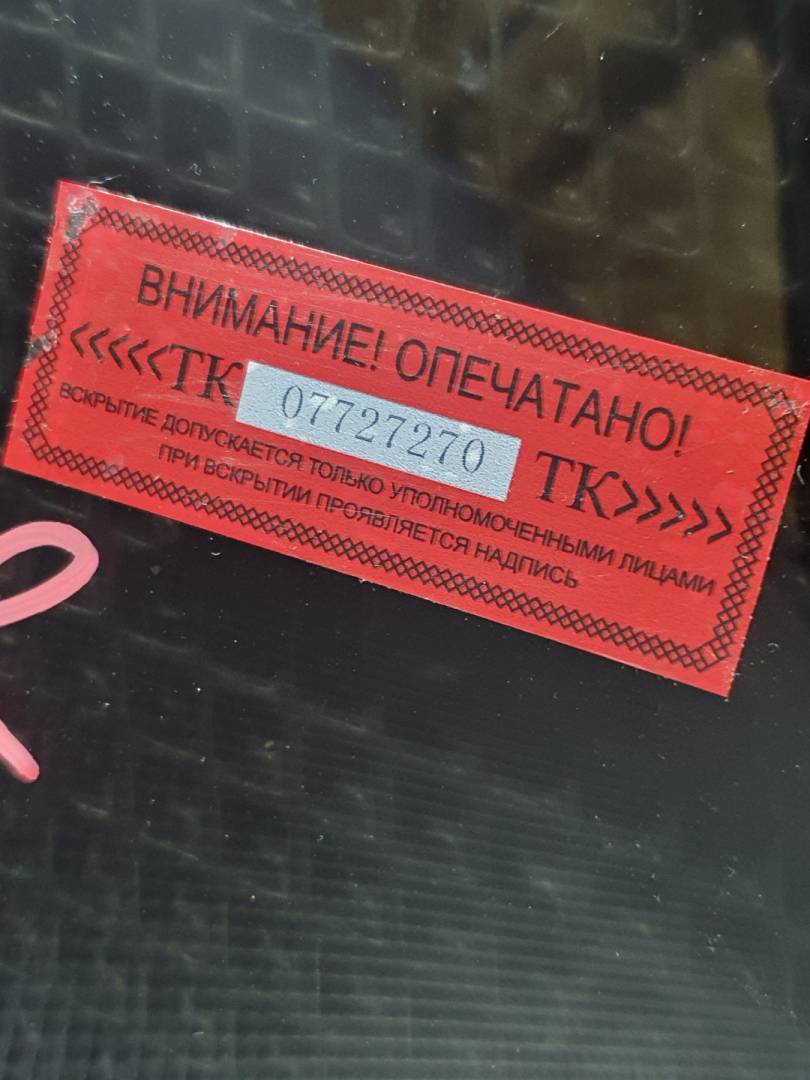 ВНИМАНИЕ! ОПЕЧАТАНО!
<<<<<ТК 07727270 ТК>>>>>
ВСКРЫТИЕ ДОПУСКАЕТСЯ ТОЛЬКО УПОЛНОМОЧЕННЫМИ ЛИЦАМИ
ПРИ ВСКРЫТИИ ПРОЯВЛЯЕТСЯ НАДПИСЬ